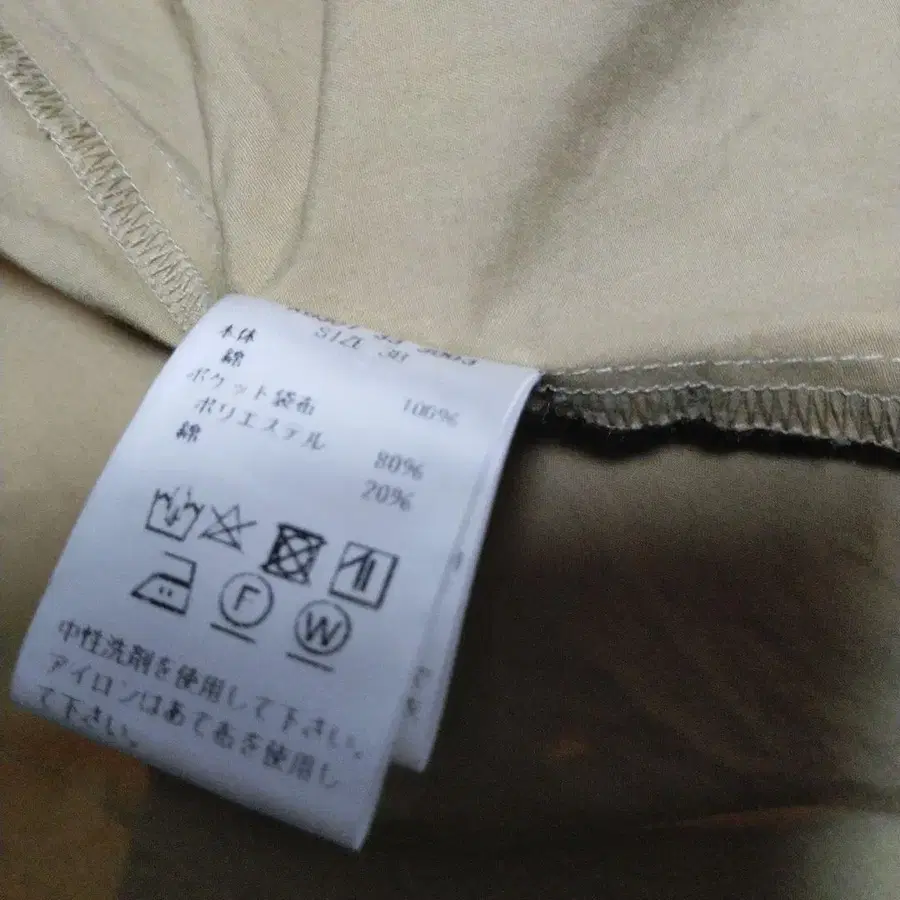 SIZE 38
本体
綿 100%
ポケット袋布
ポリエステル 80%
綿 20%
F
W
中性洗剤を使用して下さい。
アイロンはあて布を使用し
て下さい。